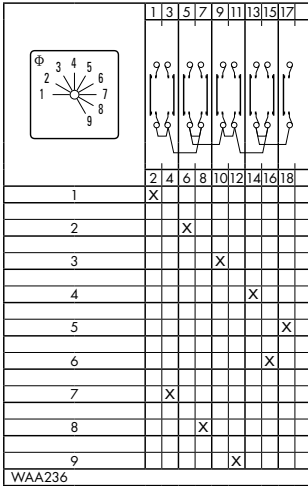 1 3 5 7 9 11 13 15 17
Φ
1 2 3 4 5 6 7 8 9
2 4 6 8 10 12 14 16 18
1 X
2 X
3 X
4 X
5 X
6 X
7 X
8 X
9 X
WAA236